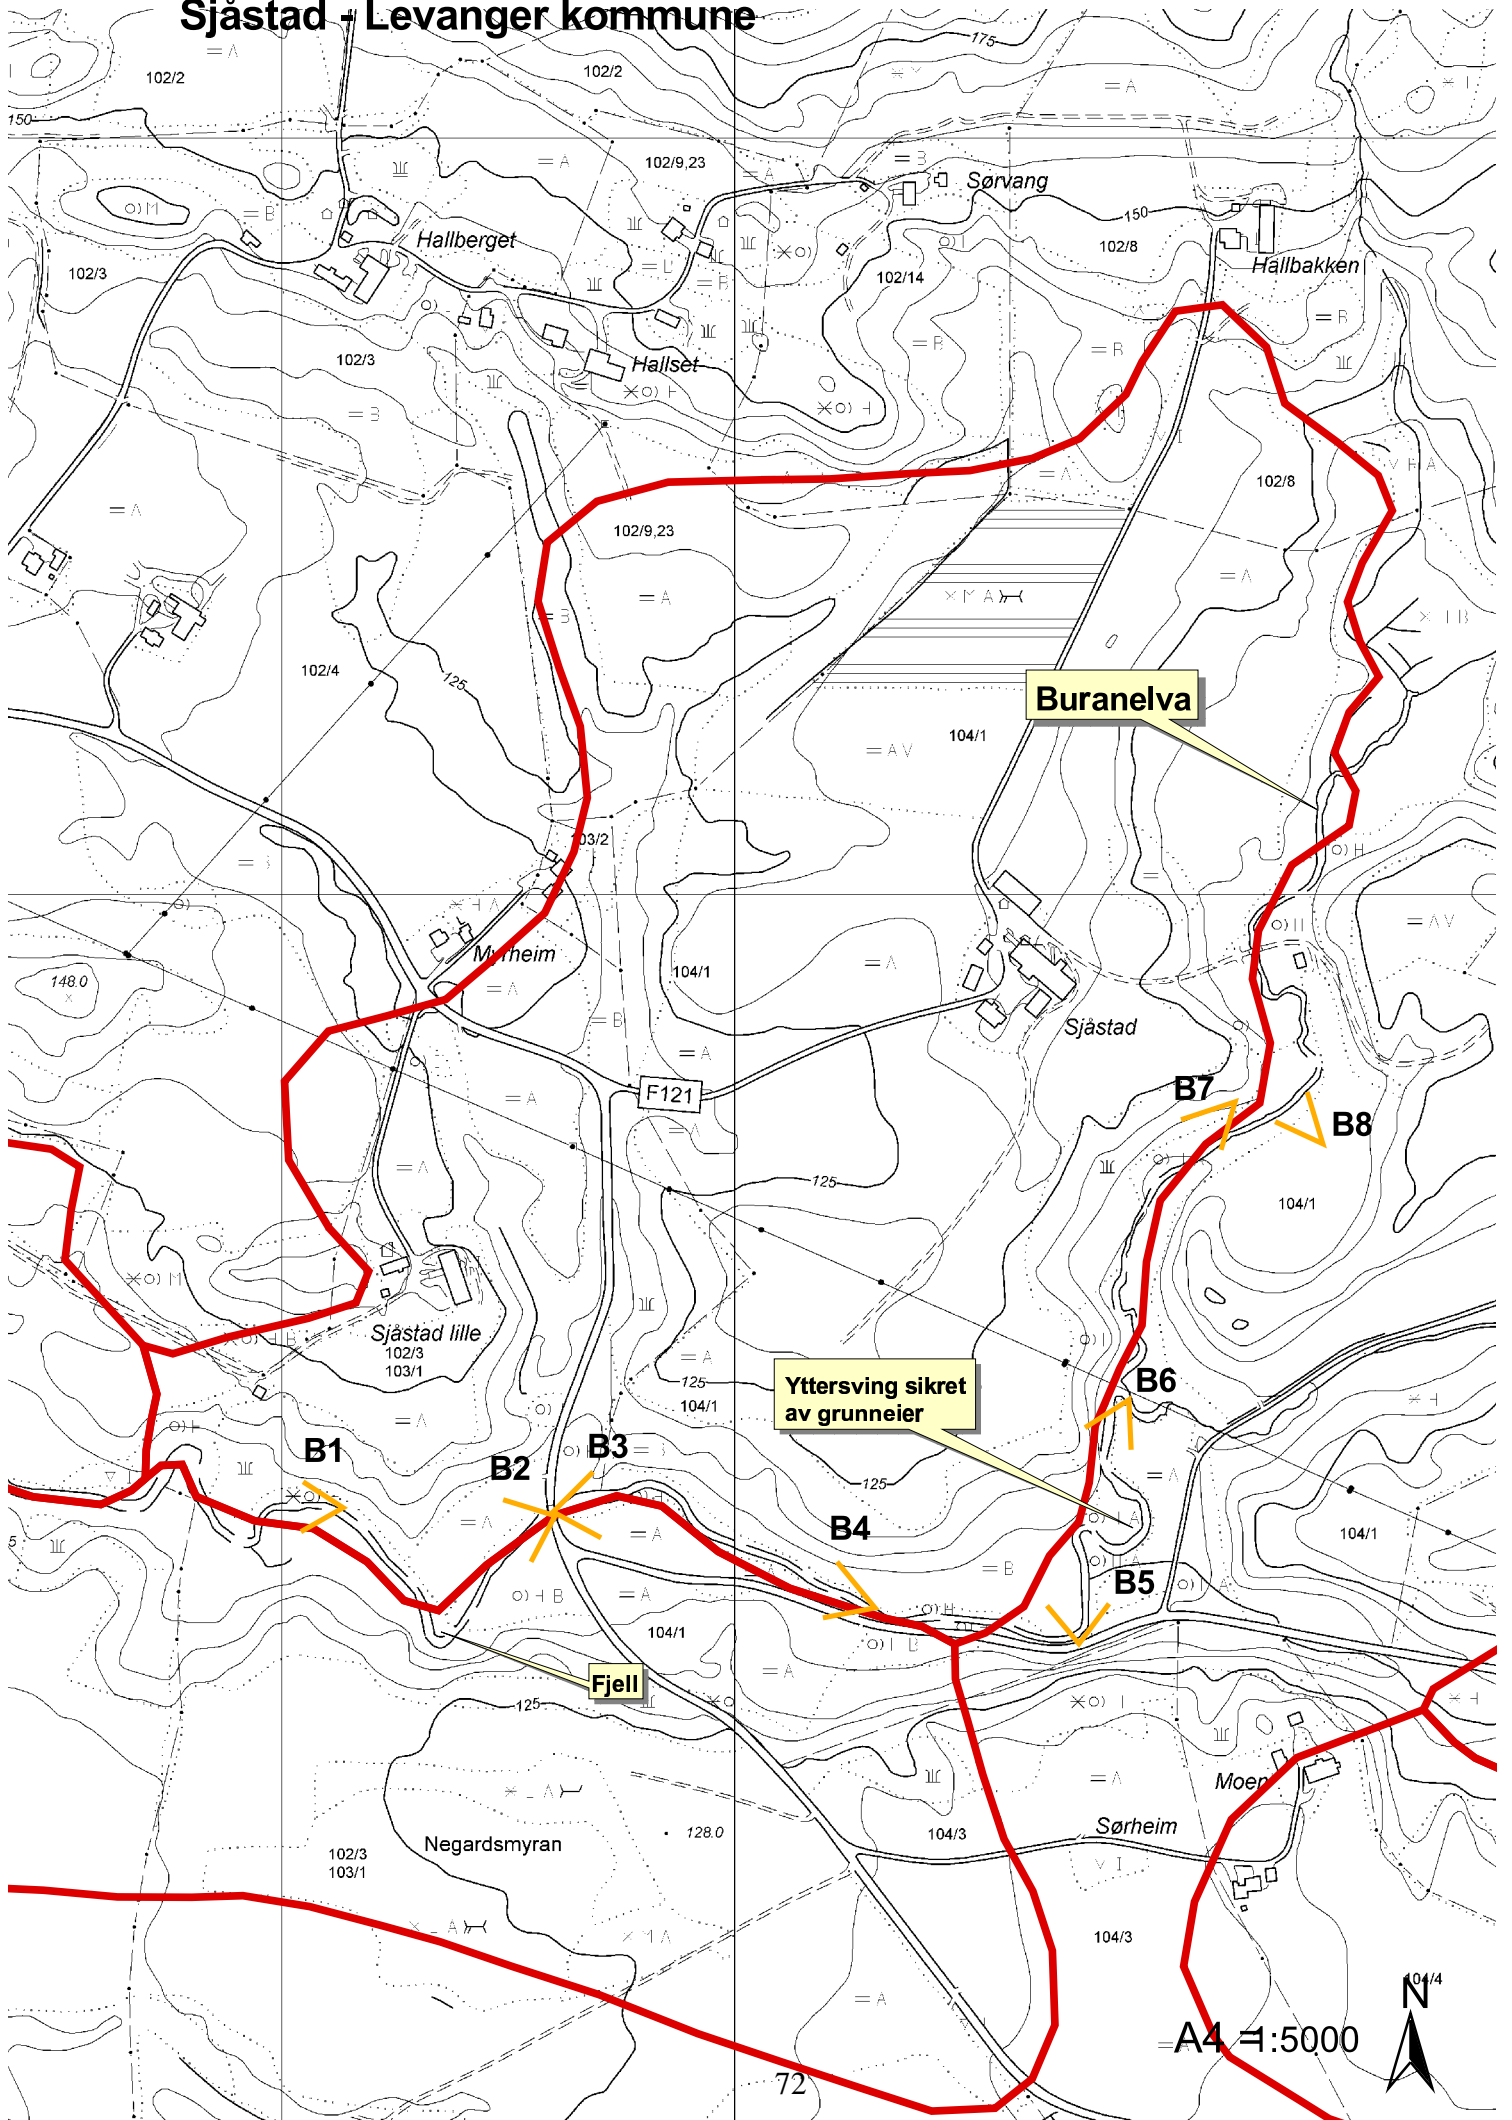 Sjåstad - Levanger kommune
175
= A
102/2
102/2
= A
150
102/9,23
= A
= B
= A
Sørvang
= B
150
Hallberget
102/8
102/3
102/14
Hallbakken
= B
102/3
Hallset
= B
= B
= B
= A
102/8
= A
102/9,23
= A
= A
102/4
125
Buranelva
104/1
= A V
103/2
= A V
Myrheim
= A
148.0
104/1
= A
= B
Sjåstad
= A
F121
B7
= A
= A
B8
= A
125
104/1
Sjåstad lille
102/3
103/1
= A
125
104/1
Yttersving sikret
av grunneier
B6
= A
B1
B2
B3
= B
= A
125
= A
= A
B4
104/1
= B
B5
104/1
= A
Fjell
125
Moen
= A
Negardsmyran
128.0
104/3
Sørheim
102/3
103/1
104/3
104/4
N
= A
A4 =1:5000
72